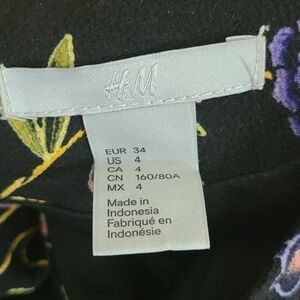 H&M
EUR 34
US 4
CA 4
CN 160/80A
MX 4
Made in
Indonesia
Fabriqué en
Indonésie